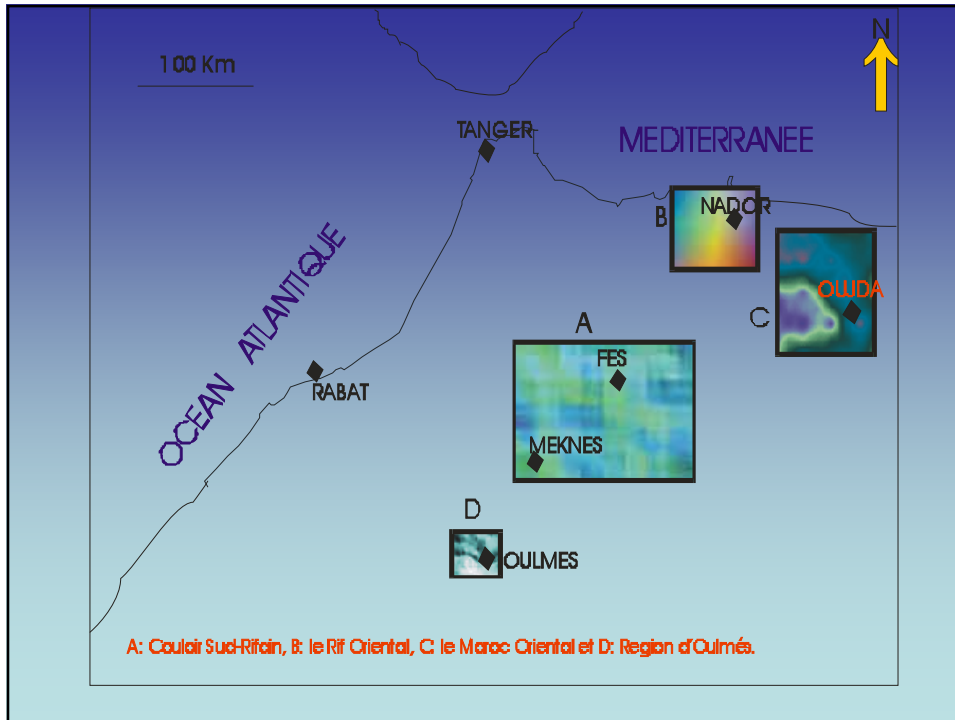 N
100 Km
TANGER
MEDITERRANEE
B
NADOR
OCEAN ATLANTIQUE
OUJDA
C
A
FES
RABAT
MEKNES
D
OULMES
A: Couloir Sud-Rifain, B: le Rif Oriental, C: le Maroc Oriental et D: Region d'Oulmés.